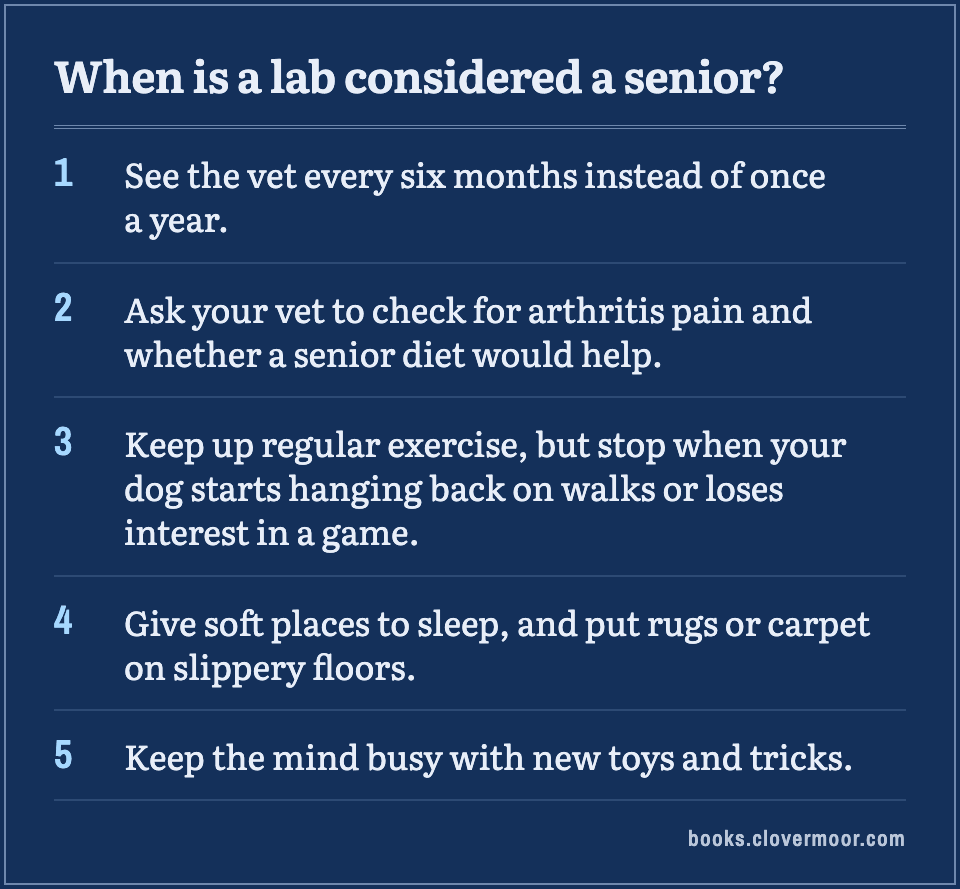 When is a lab considered a senior?
1 See the vet every six months instead of once
a year.
2 Ask your vet to check for arthritis pain and
whether a senior diet would help.
3 Keep up regular exercise, but stop when your
dog starts hanging back on walks or loses
interest in a game.
4 Give soft places to sleep, and put rugs or carpet
on slippery floors.
5 Keep the mind busy with new toys and tricks.
books.clovermoor.com